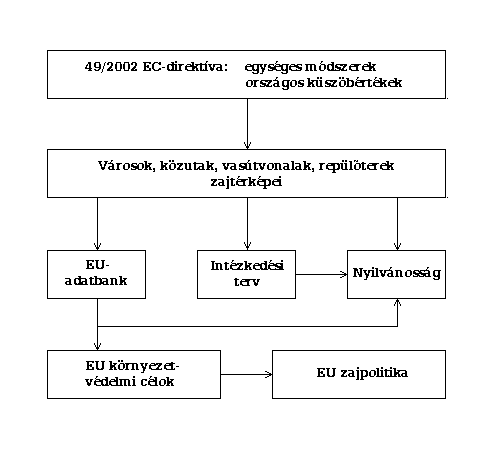 49/2002 EC-direktíva: egységes módszerek
országos küszöbértékek
Városok, közutak, vasútvonalak, repülőterek
zajtérképei
EU-
adatbank
Intézkedési
terv
Nyilvánosság
EU környezet-
védelmi célok
EU zajpolitika